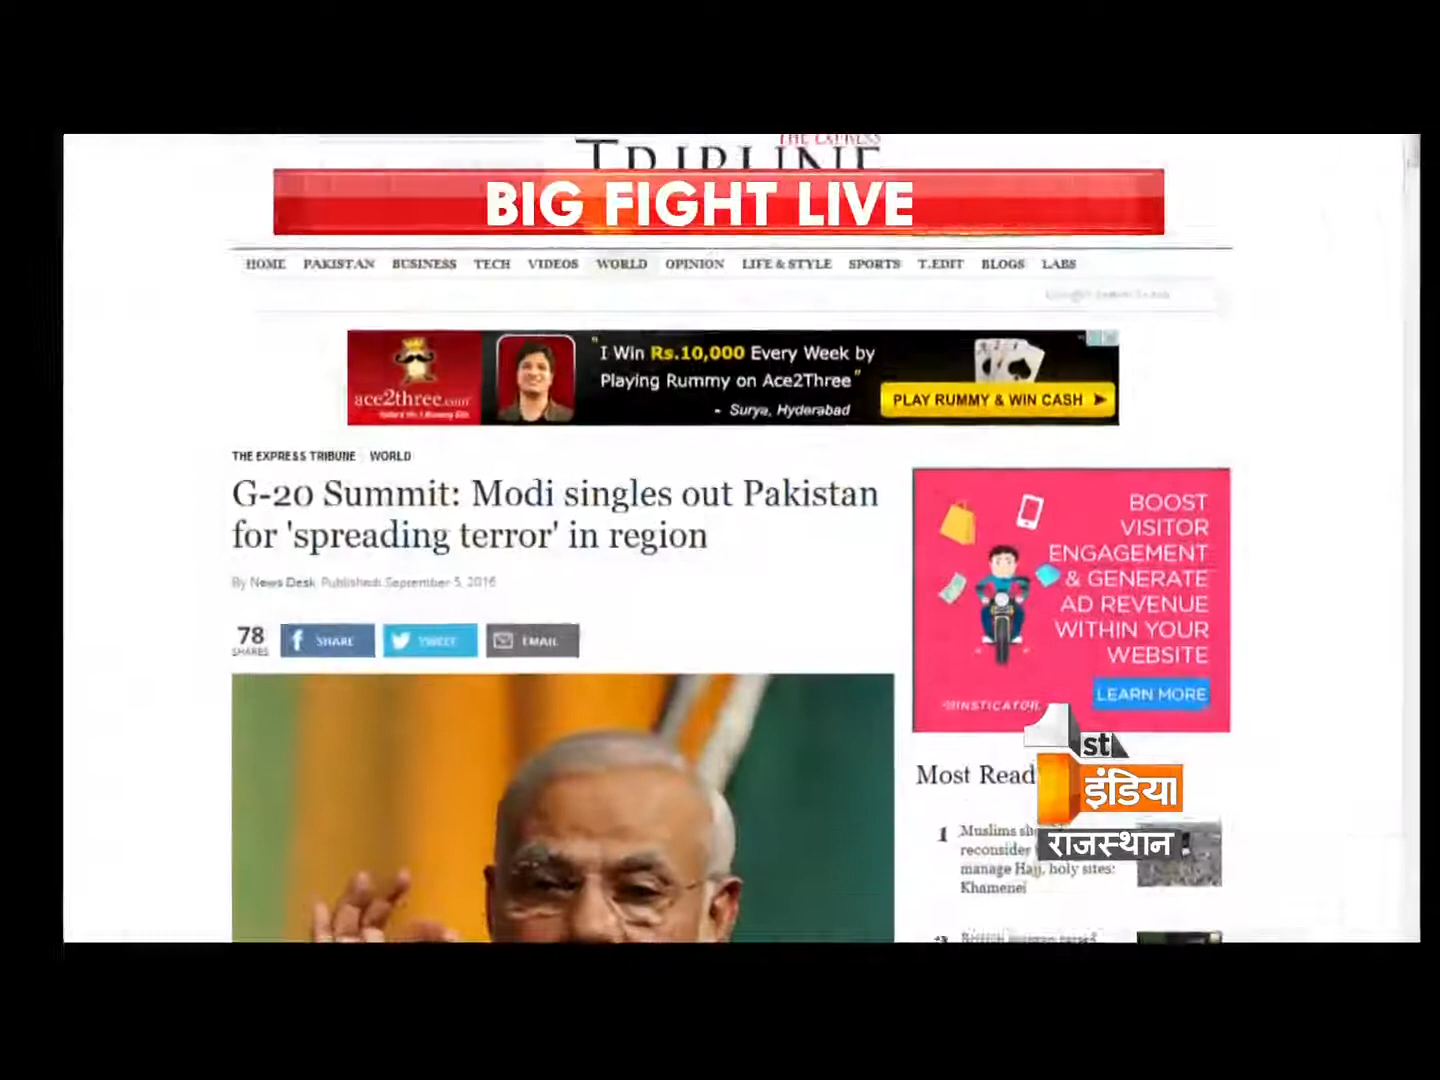 THE EXPRESS
TRIBUNE
BIG FIGHT LIVE
HOME PAKISTAN BUSINESS TECH VIDEOS WORLD OPINION LIFE & STYLE SPORTS T.EDIT BLOGS LABS
ace2three.com
"I Win Rs.10,000 Every Week by
Playing Rummy on Ace2Three"
- Surya, Hyderabad
PLAY RUMMY & WIN CASH
THE EXPRESS TRIBUNE WORLD
G-20 Summit: Modi singles out Pakistan
for 'spreading terror' in region
By News Desk Published: September 5, 2016
78
SHARES
SHARE
TWEET
EMAIL
BOOST
VISITOR
ENGAGEMENT
& GENERATE
AD REVENUE
WITHIN YOUR
WEBSITE
LEARN MORE
INSTICATOR
1st
इंडिया
राजस्थान
Most Read
1 Muslims
reconsider
manage Hajj, holy sites:
Khamenei